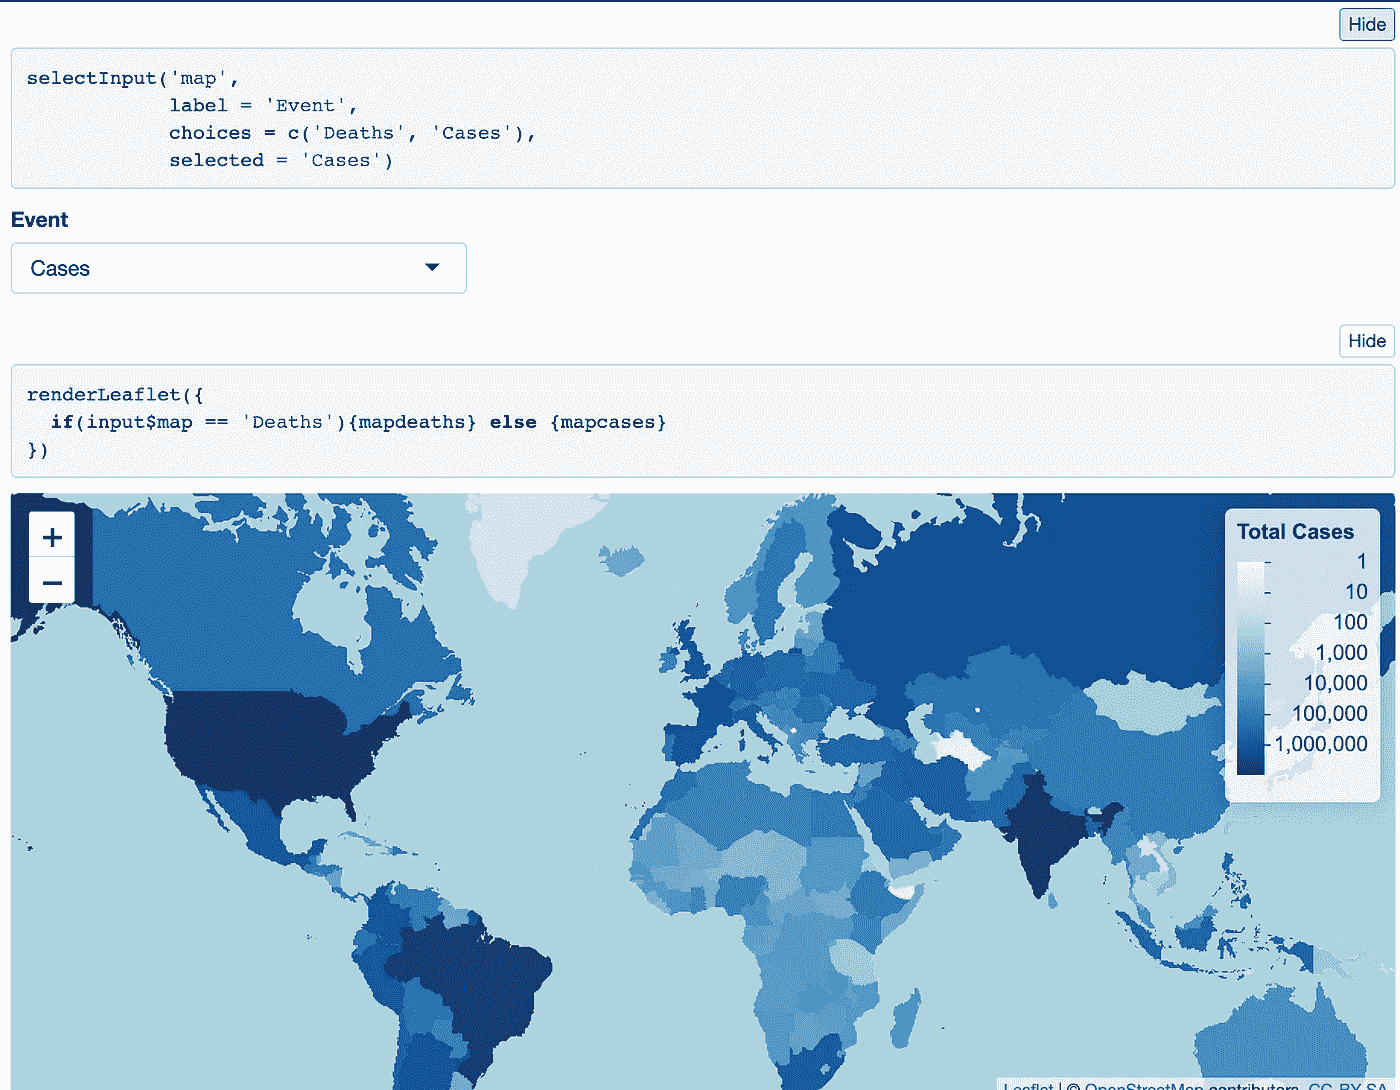 Hide
selectInput('map',
            label = 'Event',
            choices = c('Deaths', 'Cases'),
            selected = 'Cases')
Event
Cases
Hide
renderLeaflet({
  if(input$map == 'Deaths'){mapdeaths} else {mapcases}
})
+
−
Total Cases
1
10
100
1,000
10,000
100,000
1,000,000
Leaflet | © OpenStreetMap contributors, CC-BY-SA